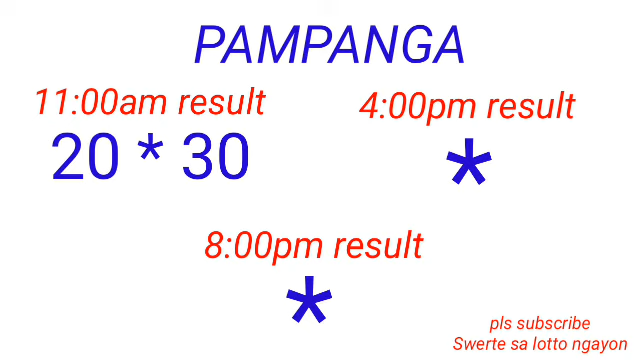 PAMPANGA
11:00am result
20 * 30
4:00pm result
*
8:00pm result
*
pls subscribe
Swerte sa lotto ngayon